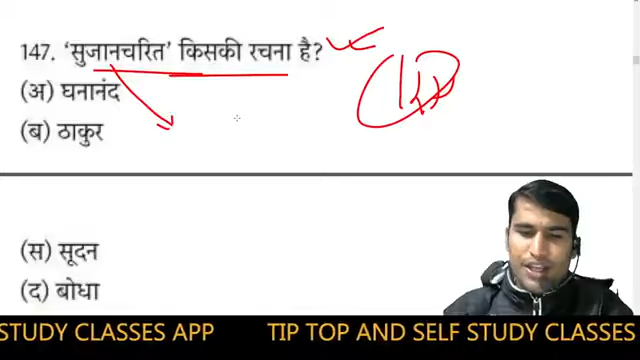 147. ‘सुजानचरित’ किसकी रचना है?
(अ) घनानंद
(ब) ठाकुर
(स) सूदन
(द) बोधा
STUDY CLASSES APP TIP TOP AND SELF STUDY CLASSES